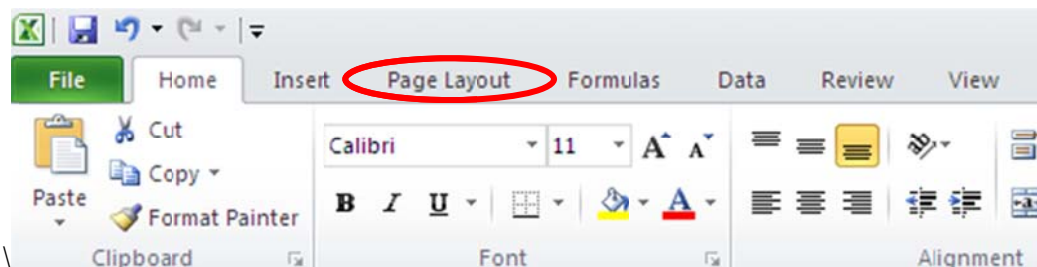 File Home Insert Page Layout Formulas Data Review View
Cut
Calibri 11 A A
Copy
Paste
B I U A
Format Painter
Clipboard Font Alignment
\